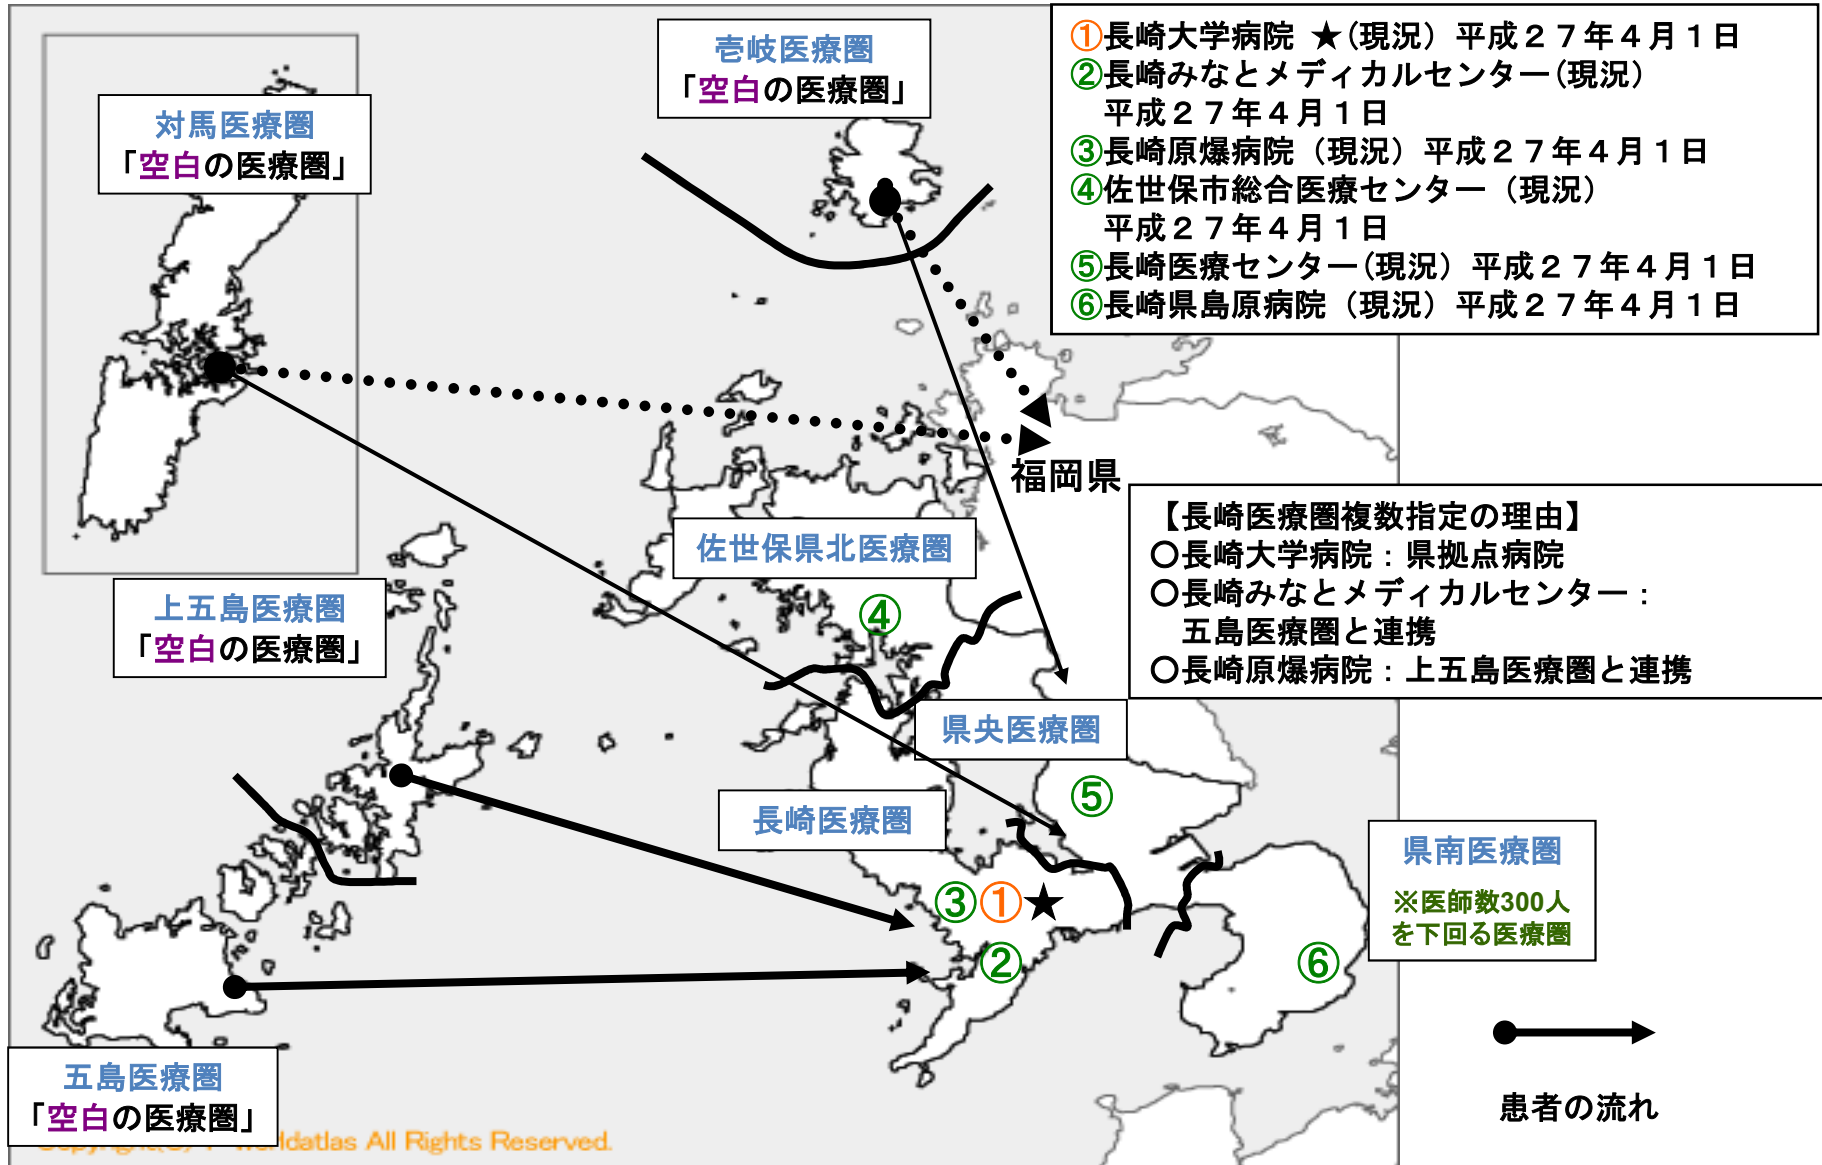 ①長崎大学病院 ★(現況）平成２７年４月１日
②長崎みなとメディカルセンター(現況）
平成２７年４月１日
③長崎原爆病院（現況）平成２７年４月１日
④佐世保市総合医療センター（現況）
平成２７年４月１日
⑤長崎医療センター(現況）平成２７年４月１日
⑥長崎県島原病院（現況）平成２７年４月１日
壱岐医療圏
「空白の医療圏」
対馬医療圏
「空白の医療圏」
福岡県
【長崎医療圏複数指定の理由】
〇長崎大学病院：県拠点病院
〇長崎みなとメディカルセンター：
五島医療圏と連携
〇長崎原爆病院：上五島医療圏と連携
佐世保県北医療圏
④
上五島医療圏
「空白の医療圏」
県央医療圏
⑤
長崎医療圏
③①★
②
県南医療圏
※医師数300人
を下回る医療圏
⑥
五島医療圏
「空白の医療圏」
患者の流れ
All Rights Reserved.